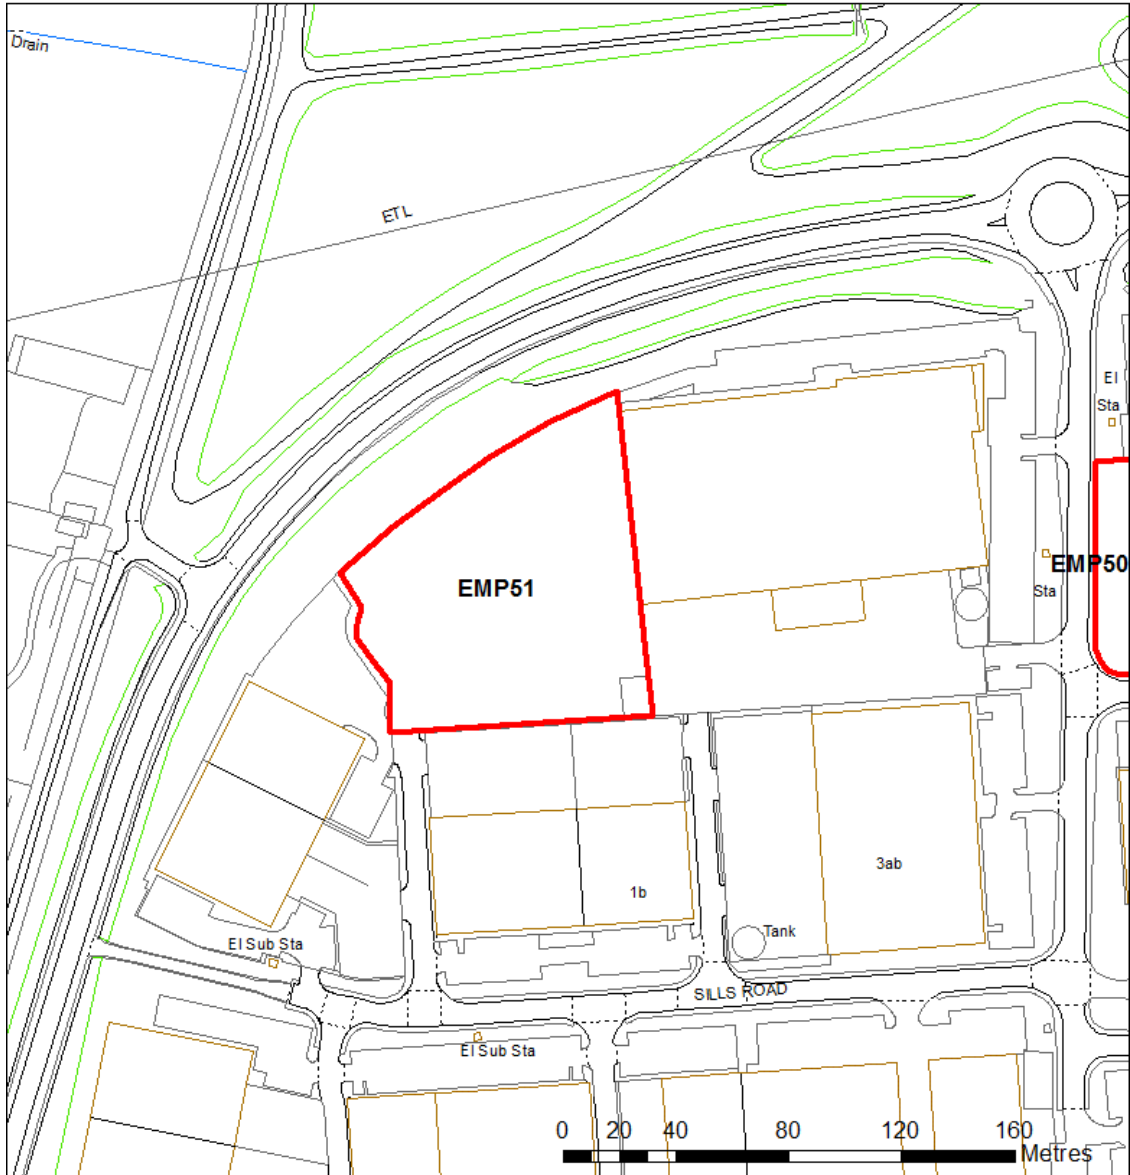 Drain
ETL
El
Sta
EMP51
EMP50
Sta
1b
3ab
Tank
El Sub Sta
SILLS ROAD
El Sub Sta
0 20 40 80 120 160
Metres